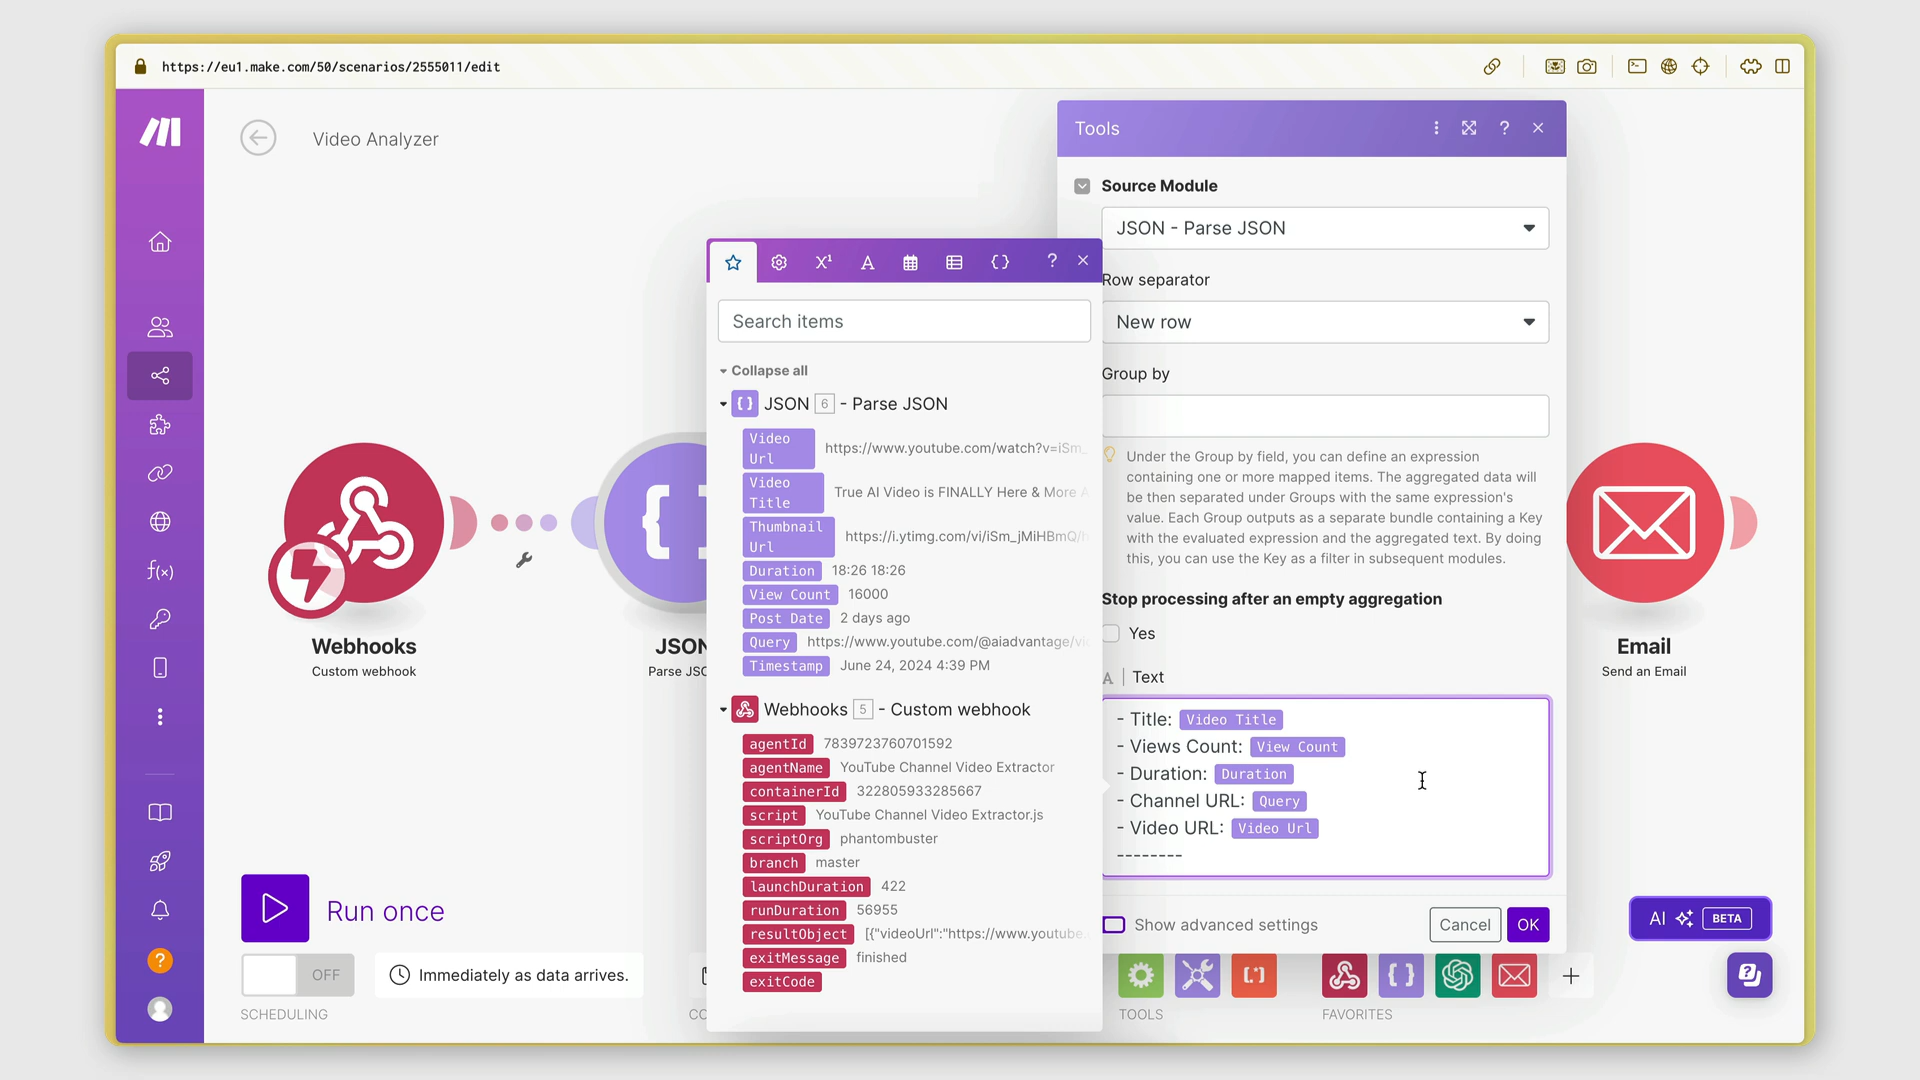 https://eu1.make.com/50/scenarios/2555011/edit
Video Analyzer
Tools
Source Module
JSON - Parse JSON
Row separator
New row
Group by
Under the Group by field, you can define an expression
containing one or more mapped items. The aggregated data will
be then separated under Groups with the same expression's
value. Each Group outputs as a separate bundle containing a Key
with the evaluated expression and the aggregated text. By doing
this, you can use the Key as a filter in subsequent modules.
Stop processing after an empty aggregation
Yes
A | Text
- Title: Video Title
- Views Count: View Count
- Duration: Duration
- Channel URL: Query
- Video URL: Video Url
--------
Show advanced settings
Cancel
OK
X¹
A
{}
?
Search items
Collapse all
JSON 6 - Parse JSON
Video Url https://www.youtube.com/watch?v=iSm_
Video Title True AI Video is FINALLY Here & More
Thumbnail Url https://i.ytimg.com/vi/iSm_jMiHBmQ/
Duration 18:26 18:26
View Count 16000
Post Date 2 days ago
Query https://www.youtube.com/@aiadvantage/vi
Timestamp June 24, 2024 4:39 PM
Webhooks 5 - Custom webhook
agentId 7839723760701592
agentName YouTube Channel Video Extractor
containerId 322805933285667
script YouTube Channel Video Extractor.js
scriptOrg phantombuster
branch master
launchDuration 422
runDuration 56955
resultObject [{"videoUrl":"https://www.youtube.
exitMessage finished
exitCode
Webhooks
Custom webhook
JSON
Parse JSO
Email
Send an Email
f(x)
Run once
OFF
Immediately as data arrives.
SCHEDULING
CO
TOOLS
FAVORITES
AI BETA